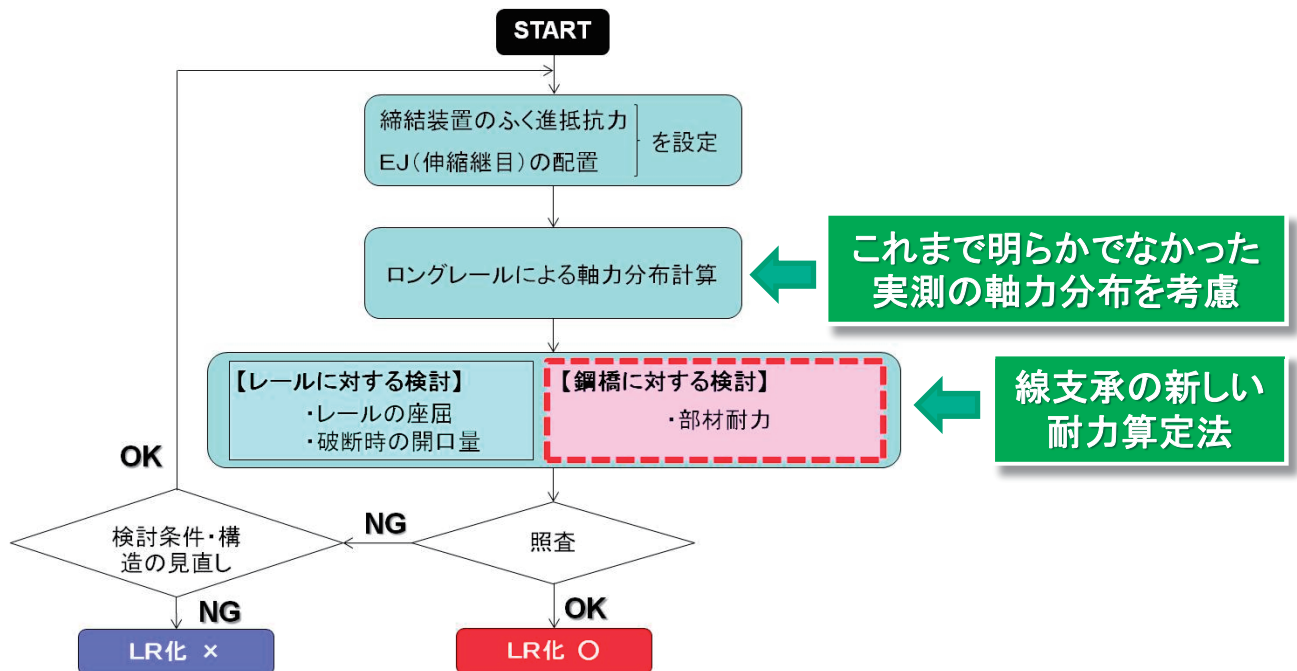 START
締結装置のふく進抵抗力
EJ(伸縮継目)の配置
を設定
ロングレールによる軸力分布計算
これまで明らかでなかった
実測の軸力分布を考慮
【レールに対する検討】
・レールの座屈
・破断時の開口量
【鋼橋に対する検討】
・部材耐力
線支承の新しい
耐力算定法
OK
検討条件・構
造の見直し
NG
照査
NG
OK
LR化 ×
LR化 〇